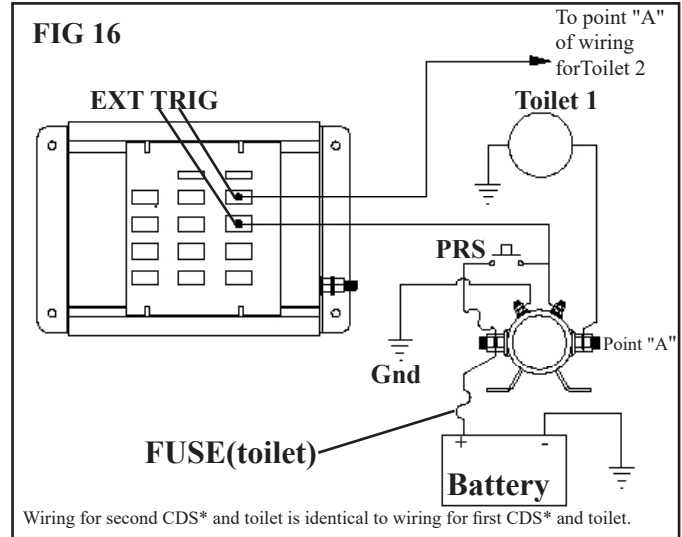 FIG 16
To point "A"
of wiring
forToilet 2
EXT TRIG
Toilet 1
PRS
Point "A"
Gnd
FUSE(toilet)
+ -
Battery
Wiring for second CDS* and toilet is identical to wiring for first CDS* and toilet.